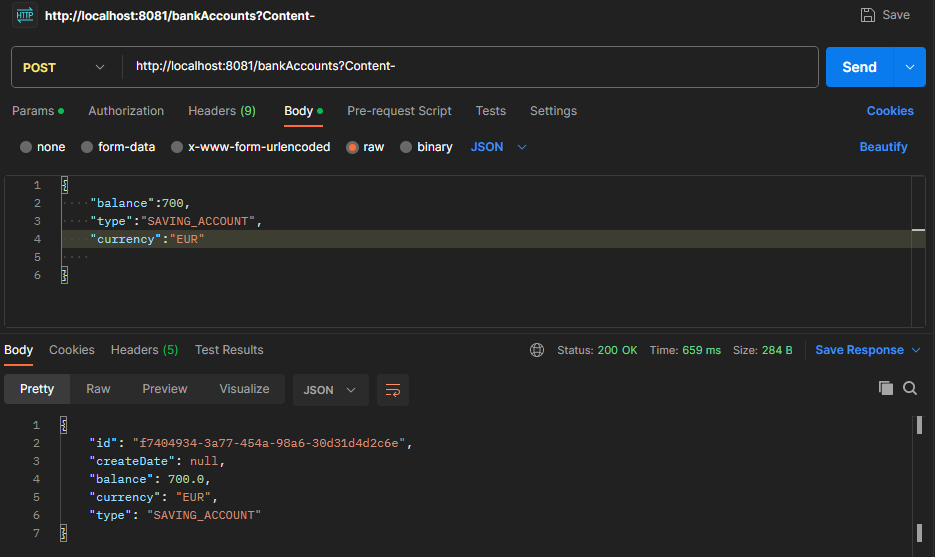 HTTP http://localhost:8081/bankAccounts?Content- Save
POST http://localhost:8081/bankAccounts?Content- Send
Params Authorization Headers (9) Body Pre-request Script Tests Settings Cookies
none form-data x-www-form-urlencoded raw binary JSON Beautify
1 {
2 ····"balance":700,
3 ····"type":"SAVING_ACCOUNT",
4 ····"currency":"EUR"
5 ····
6 }
Body Cookies Headers (5) Test Results Status: 200 OK Time: 659 ms Size: 284 B Save Response
Pretty Raw Preview Visualize JSON
1 {
2 "id": "f7404934-3a77-454a-98a6-30d31d4d2c6e",
3 "createDate": null,
4 "balance": 700.0,
5 "currency": "EUR",
6 "type": "SAVING_ACCOUNT"
7 }